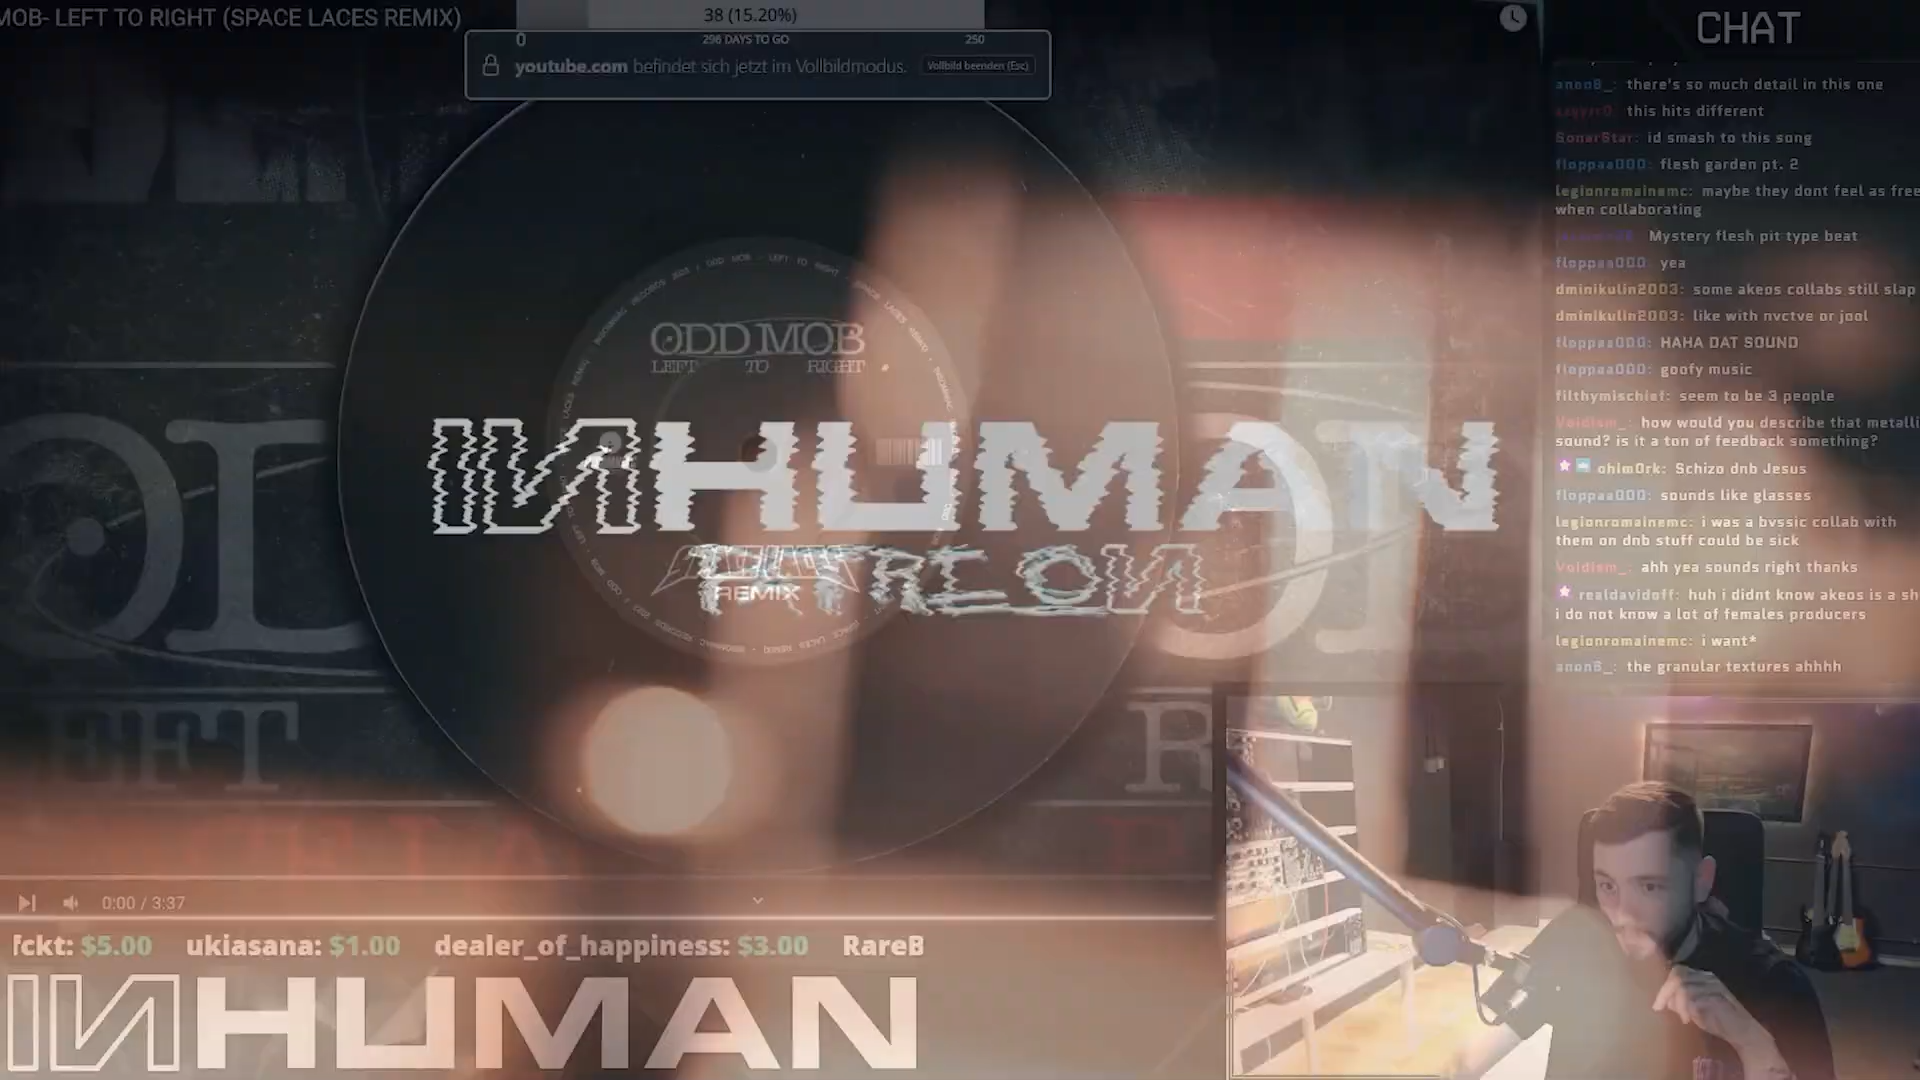 MOB- LEFT TO RIGHT (SPACE LACES REMIX)
38 (15.20%)
0
296 DAYS TO GO
250
youtube.com befindet sich jetzt im Vollbildmodus.
Vollbild beenden (Esc)
CHAT
anon6_: there's so much detail in this one
this hits different
SonarStar: id smash to this song
floppaa000: flesh garden pt. 2
legionromainemc: maybe they dont feel as free
when collaborating
Mystery flesh pit type beat
floppaa000: yea
dminikulin2003: some akeos collabs still slap
dminikulin2003: like with nvctve or jool
floppaa000: HAHA DAT SOUND
floppaa000: goofy music
filthymischief: seem to be 3 people
Voidism_: how would you describe that metalli
sound? is it a ton of feedback something?
ohim0rk: Schizo dnb Jesus
floppaa000: sounds like glasses
legionromainemc: i was a bvssic collab with
them on dnb stuff could be sick
Voidism_: ahh yea sounds right thanks
realdavidoff: huh i didnt know akeos is a sh
i do not know a lot of females producers
legionromainemc: i want*
anon6_: the granular textures ahhhh
ODD MOB
LEFT TO RIGHT
INHUMAN
REMIX
EFT
R
0:00 / 3:37
fckt: $5.00 ukiasana: $1.00 dealer_of_happiness: $3.00 RareB
INHUMAN